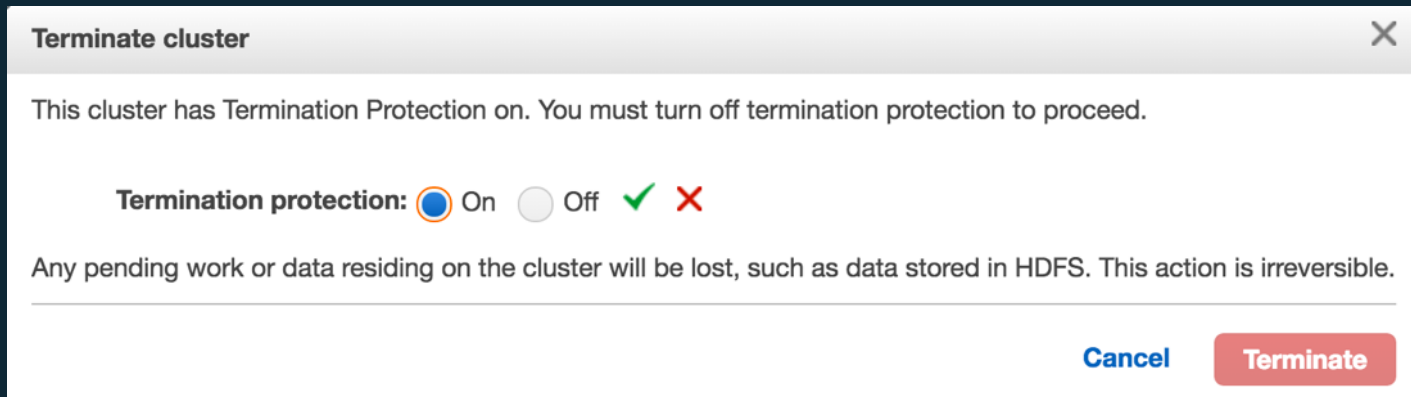 Terminate cluster
This cluster has Termination Protection on. You must turn off termination protection to proceed.
Termination protection: On Off
Any pending work or data residing on the cluster will be lost, such as data stored in HDFS. This action is irreversible.
Cancel Terminate